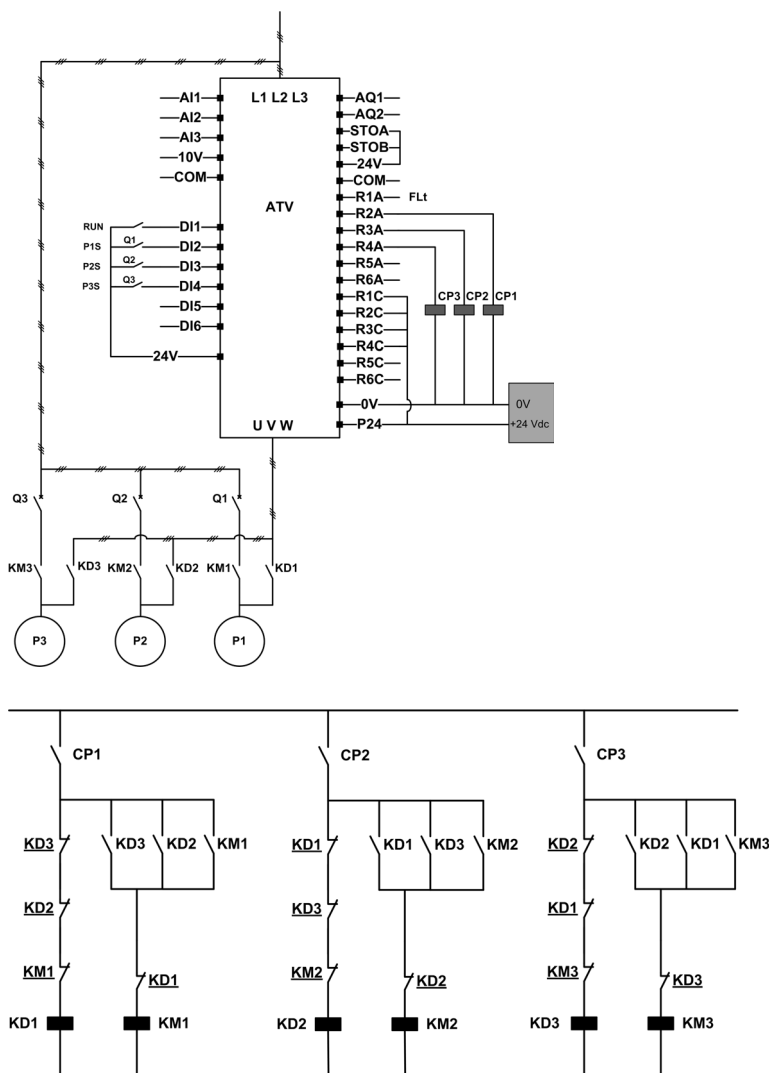 L1 L2 L3
ATV
U V W
AI1
AI2
AI3
10V
COM
RUN
DI1
P1S
Q1
DI2
P2S
Q2
DI3
P3S
Q3
DI4
DI5
DI6
24V
AQ1
AQ2
STOA
STOB
24V
COM
R1A
FLt
R2A
R3A
R4A
R5A
R6A
R1C
R2C
R3C
R4C
R5C
R6C
0V
P24
CP3
CP2
CP1
0V
+24 Vdc
Q3
Q2
Q1
KM3
KD3
KM2
KD2
KM1
KD1
P3
P2
P1
CP1
KD3
KD3
KD2
KM1
KD2
KM1
KD1
KD1
KM1
CP2
KD1
KD1
KD3
KM2
KD3
KM2
KD2
KD2
KM2
CP3
KD2
KD2
KD1
KM3
KD1
KM3
KD3
KD3
KM3